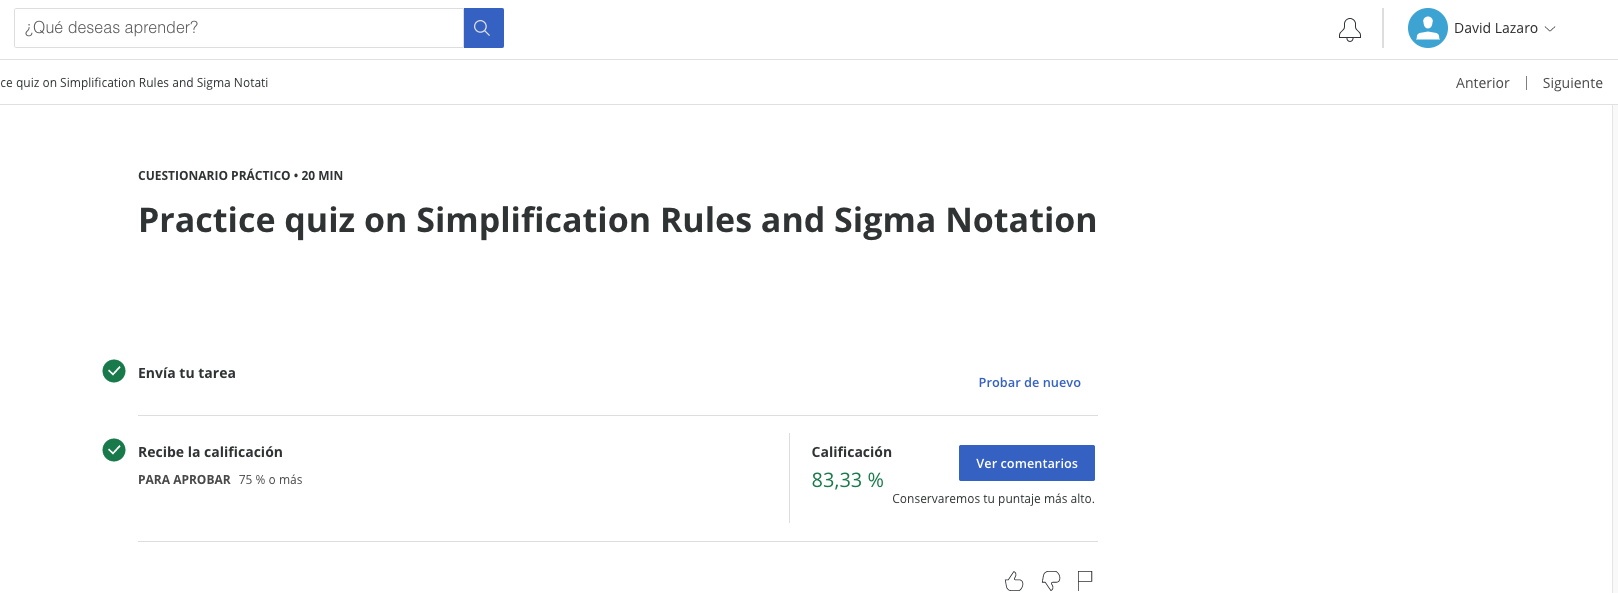 ¿Qué deseas aprender?
David Lazaro
ce quiz on Simplification Rules and Sigma Notati
Anterior | Siguiente
CUESTIONARIO PRÁCTICO • 20 MIN
Practice quiz on Simplification Rules and Sigma Notation
Envía tu tarea
Probar de nuevo
Recibe la calificación
PARA APROBAR 75 % o más
Calificación
83,33 %
Ver comentarios
Conservaremos tu puntaje más alto.